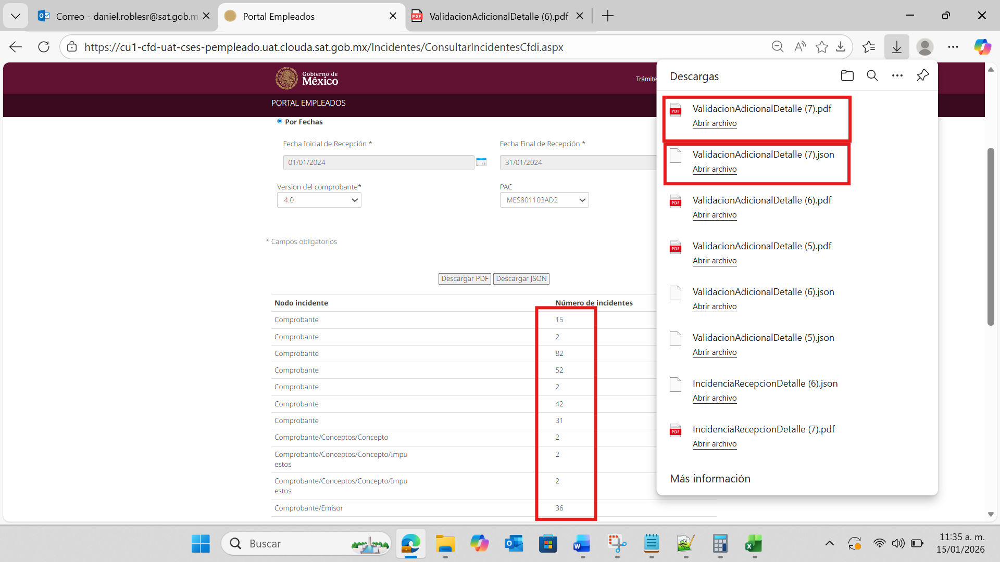 Correo - daniel.roblesr@sat.gob.m
Portal Empleados
ValidacionAdicionalDetalle (6).pdf
https://cu1-cfd-uat-cses-pempleado.uat.clouda.sat.gob.mx/Incidentes/ConsultarIncidentesCfdi.aspx
Gobierno de
México
Trámite
PORTAL EMPLEADOS
Por Fechas
Fecha Inicial de Recepción *
Fecha Final de Recepción *
01/01/2024
31/01/2024
Version del comprobante*
PAC
4.0
MES801103AD2
* Campos obligatorios
Descargar PDF
Descargar JSON
Nodo incidente
Número de incidentes
Comprobante
15
Comprobante
2
Comprobante
82
Comprobante
52
Comprobante
2
Comprobante
42
Comprobante
31
Comprobante/Conceptos/Concepto
2
Comprobante/Conceptos/Concepto/Impu
estos
2
Comprobante/Conceptos/Concepto/Impu
estos
2
Comprobante/Emisor
36
Descargas
ValidacionAdicionalDetalle (7).pdf
Abrir archivo
ValidacionAdicionalDetalle (7).json
Abrir archivo
ValidacionAdicionalDetalle (6).pdf
Abrir archivo
ValidacionAdicionalDetalle (5).pdf
Abrir archivo
ValidacionAdicionalDetalle (6).json
Abrir archivo
ValidacionAdicionalDetalle (5).json
Abrir archivo
IncidenciaRecepcionDetalle (6).json
Abrir archivo
IncidenciaRecepcionDetalle (7).pdf
Abrir archivo
Más información
Buscar
11:35 a. m.
15/01/2026